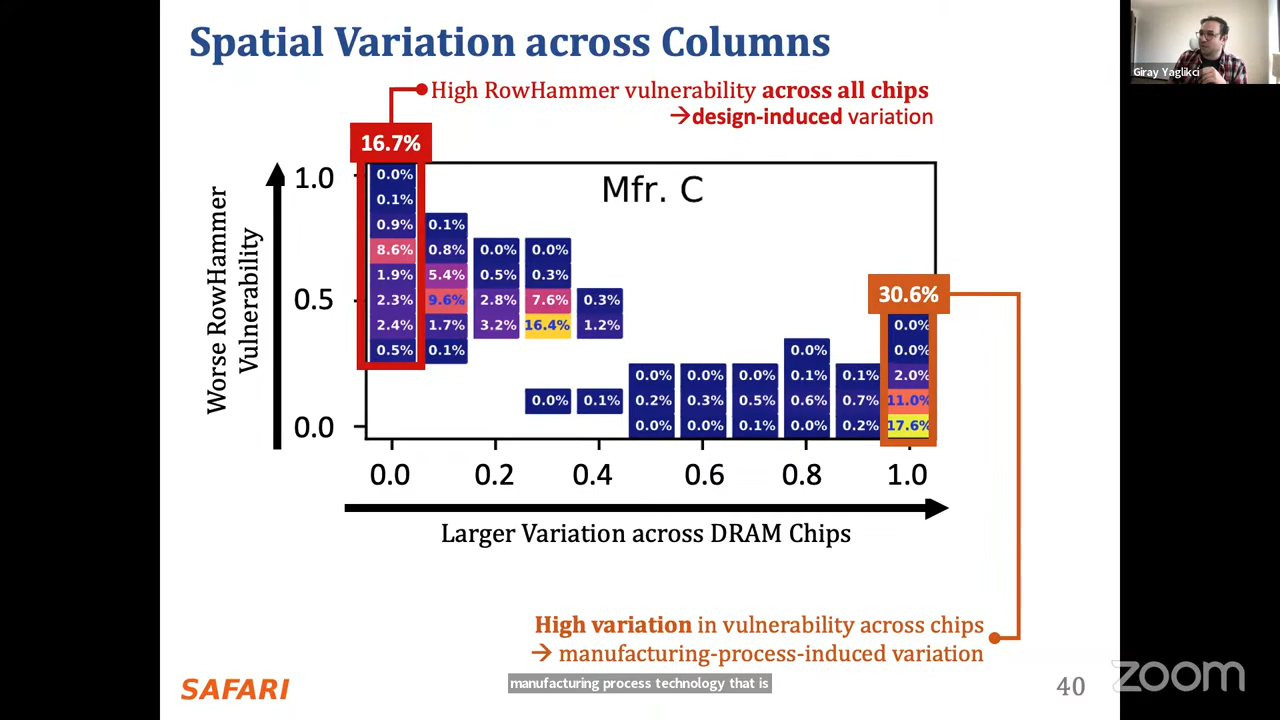 Spatial Variation across Columns
Giray Yaglikci
High RowHammer vulnerability across all chips
→design-induced variation
16.7%
Worse RowHammer
Vulnerability
1.0
0.5
0.0
Mfr. C
0.0%
0.1%
0.9% 0.1%
8.6% 0.8% 0.0% 0.0%
1.9% 5.4% 0.5% 0.3%
30.6%
2.3% 9.6% 2.8% 7.6% 0.3%
2.4% 1.7% 3.2% 16.4% 1.2% 0.0%
0.5% 0.1% 0.0% 0.0%
0.0% 0.0% 0.0% 0.1% 0.1% 2.0%
0.0% 0.1% 0.2% 0.3% 0.5% 0.6% 0.7% 11.0%
0.0% 0.0% 0.1% 0.0% 0.2% 17.6%
0.0 0.2 0.4 0.6 0.8 1.0
Larger Variation across DRAM Chips
High variation in vulnerability across chips
→ manufacturing-process-induced variation
SAFARI
manufacturing process technology that is
40
zoom